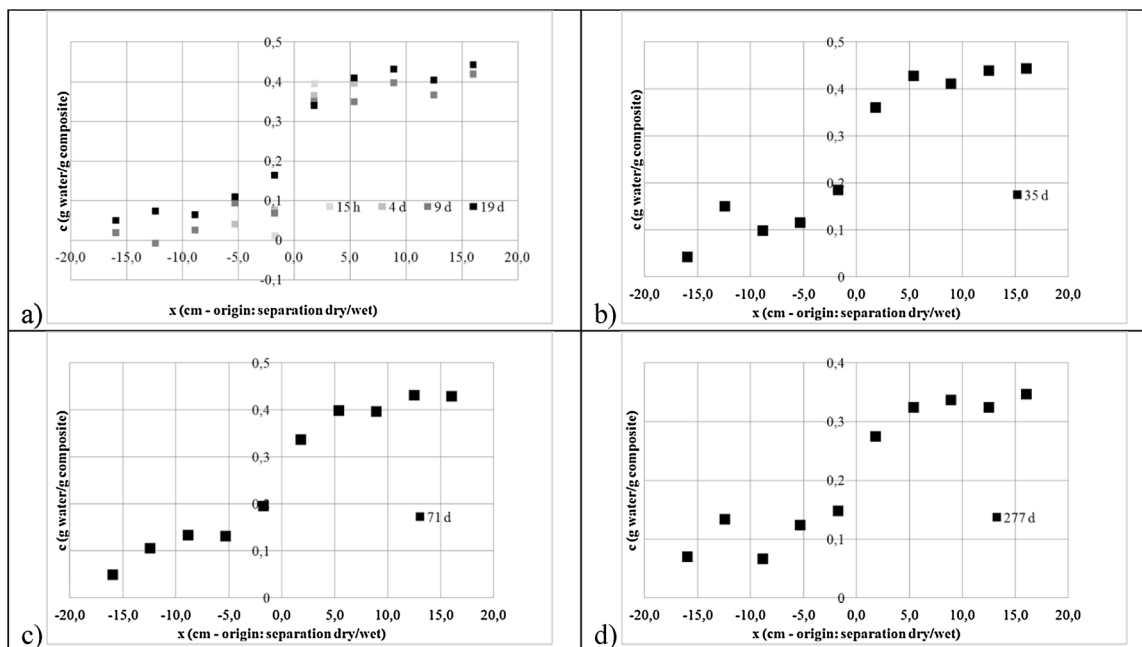 c (g water/g composite)
0,5
0,4
0,3
0,2
0,1
0
-0,1
15 h 4 d 9 d 19 d
-20,0 -15,0 -10,0 -5,0 0,0 5,0 10,0 15,0 20,0
x (cm - origin: separation dry/wet)
a)
c (g water/g composite)
0,5
0,4
0,3
0,2
0,1
0
35 d
-20,0 -15,0 -10,0 -5,0 0,0 5,0 10,0 15,0 20,0
x (cm - origin: separation dry/wet)
b)
c (g water/g composite)
0,5
0,4
0,3
0,2
0,1
0
71 d
-20,0 -15,0 -10,0 -5,0 0,0 5,0 10,0 15,0 20,0
x (cm - origin: separation dry/wet)
c)
c (g water/g composite)
0,4
0,3
0,2
0,1
0
277 d
-20,0 -15,0 -10,0 -5,0 0,0 5,0 10,0 15,0 20,0
x (cm - origin: separation dry/wet)
d)